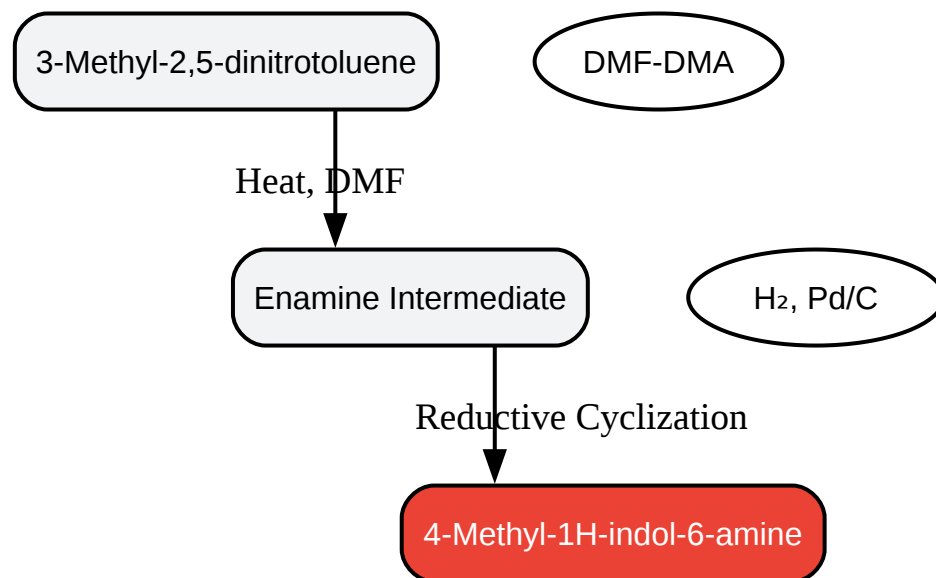 3-Methyl-2,5-dinitrotoluene
DMF-DMA
Heat, DMF
Enamine Intermediate
H₂, Pd/C
Reductive Cyclization
4-Methyl-1H-indol-6-amine